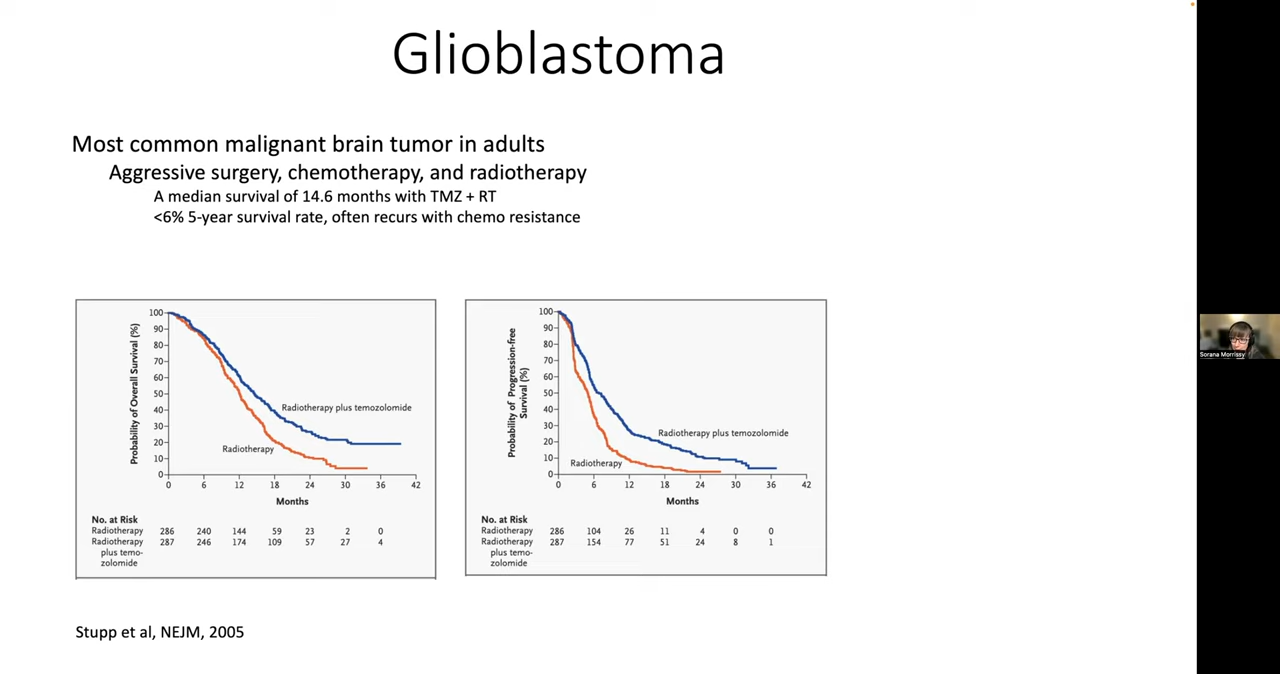 Glioblastoma
Most common malignant brain tumor in adults
Aggressive surgery, chemotherapy, and radiotherapy
A median survival of 14.6 months with TMZ + RT
<6% 5-year survival rate, often recurs with chemo resistance
Probability of Overall Survival (%)
100
90
80
70
60
50
40
30
20
10
0
Radiotherapy plus temozolomide
Radiotherapy
0 6 12 18 24 30 36 42
Months
No. at Risk
Radiotherapy 286 240 144 59 23 2 0
Radiotherapy 287 246 174 109 57 27 4
plus temo-
zolomide
Probability of Progression-free
Survival (%)
100
90
80
70
60
50
40
30
20
10
0
Radiotherapy plus temozolomide
Radiotherapy
0 6 12 18 24 30 36 42
Months
No. at Risk
Radiotherapy 286 104 26 11 4 0 0
Radiotherapy 287 154 77 51 24 8 1
plus temo-
zolomide
Stupp et al, NEJM, 2005
Sorana Morrissy